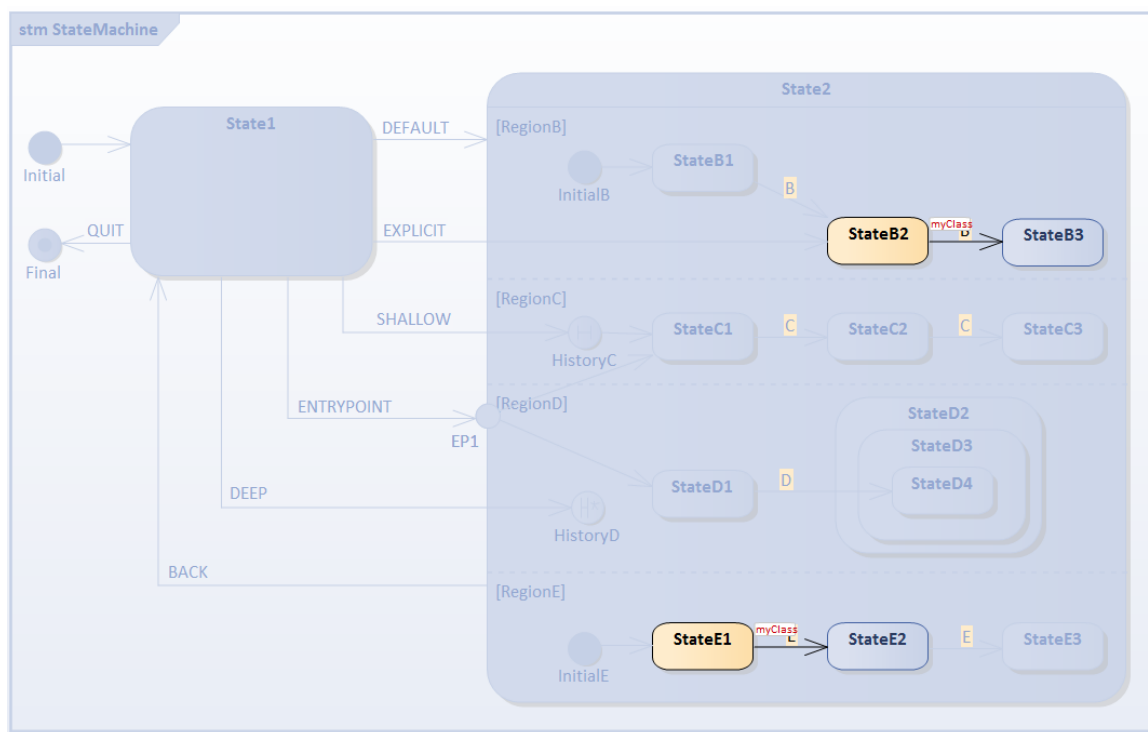 stm StateMachine
State2
State1
DEFAULT
[RegionB]
Initial
StateB1
InitialB
B
QUIT
EXPLICIT
StateB2
myClass
StateB3
Final
[RegionC]
SHALLOW
H
HistoryC
StateC1
C
StateC2
C
StateC3
ENTRYPOINT
[RegionD]
EP1
StateD2
StateD3
StateD1
D
StateD4
DEEP
H*
HistoryD
BACK
[RegionE]
StateE1
myClass
StateE2
E
StateE3
InitialE